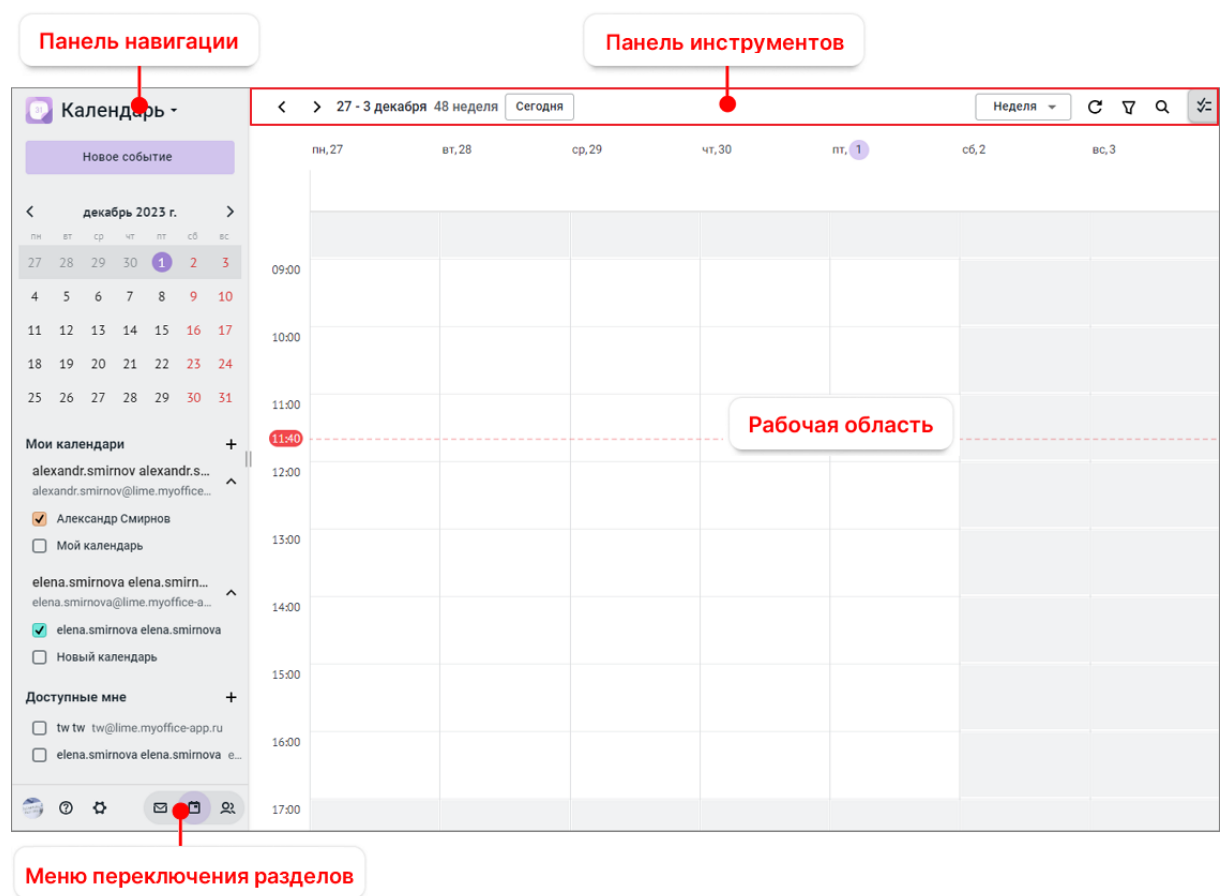 Панель навигации
Панель инструментов
31 Календарь
27 - 3 декабря 48 неделя Сегодня Неделя
Новое событие
пн, 27 вт, 28 ср, 29 чт, 30 пт, 1 сб, 2 вс, 3
декабрь 2023 г.
пн вт ср чт пт сб вс
27 28 29 30 1 2 3
4 5 6 7 8 9 10
11 12 13 14 15 16 17
18 19 20 21 22 23 24
25 26 27 28 29 30 31
09:00
10:00
11:00
11:40
12:00
13:00
14:00
15:00
16:00
17:00
Рабочая область
Мои календари
alexandr.smirnov alexandr.s...
alexandr.smirnov@lime.myoffice...
Александр Смирнов
Мой календарь
elena.smirnova elena.smirn...
elena.smirnova@lime.myoffice-a...
elena.smirnova elena.smirnova
Новый календарь
Доступные мне
tw tw tw@lime.myoffice-app.ru
elena.smirnova elena.smirnova e...
Меню переключения разделов